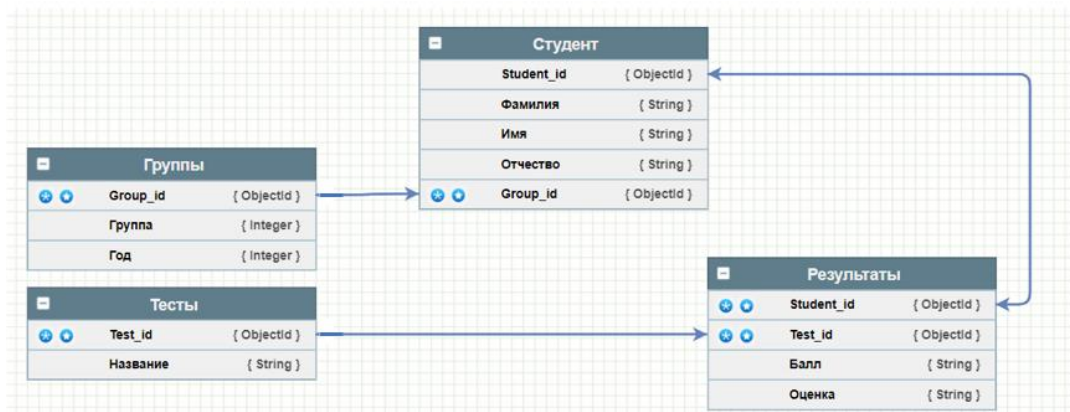 Студент
Student_id { ObjectId }
Фамилия { String }
Имя { String }
Отчество { String }
Group_id { ObjectId }
Группы
Group_id { ObjectId }
Группа { Integer }
Год { Integer }
Тесты
Test_id { ObjectId }
Название { String }
Результаты
Student_id { ObjectId }
Test_id { ObjectId }
Балл { String }
Оценка { String }